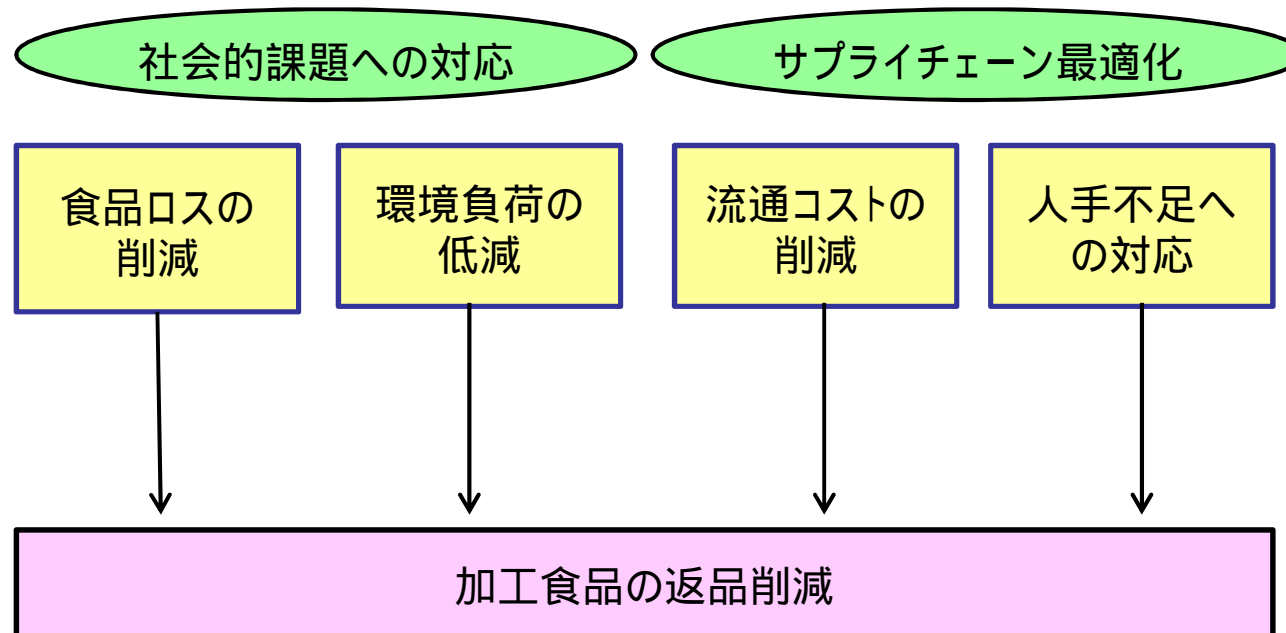 社会的課題への対応
サプライチェーン最適化
食品ロスの
削減
環境負荷の
低減
流通コストの
削減
人手不足へ
の対応
加工食品の返品削減